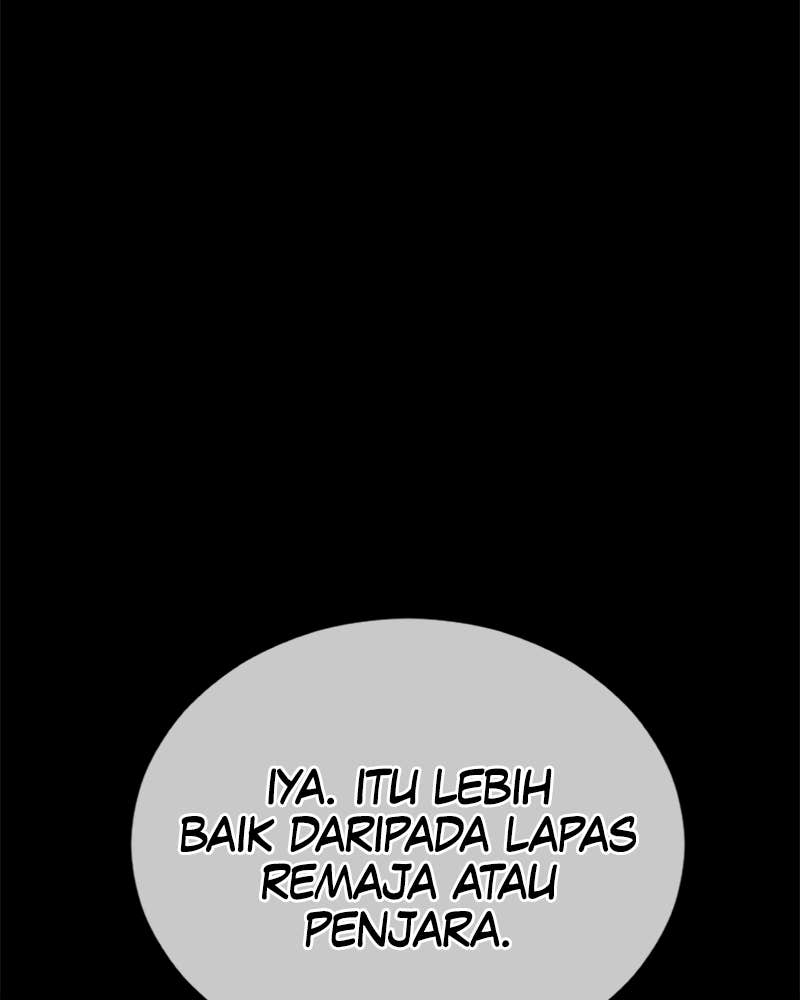 IYA. ITU LEBIH
BAIK DARIPADA LAPAS
REMAJA ATAU
PENJARA.